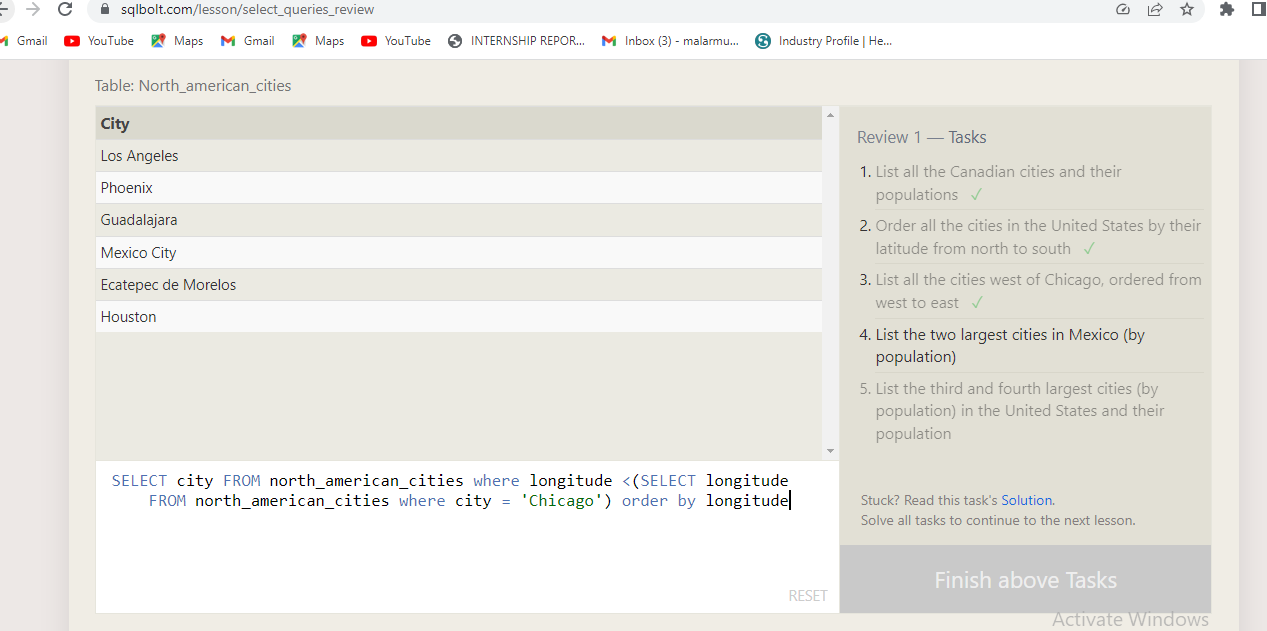 sqlbolt.com/lesson/select_queries_review
Gmail YouTube Maps Gmail Maps YouTube INTERNSHIP REPOR... Inbox (3) - malarmu... Industry Profile | He...
Table: North_american_cities
City
Los Angeles
Phoenix
Guadalajara
Mexico City
Ecatepec de Morelos
Houston
SELECT city FROM north_american_cities where longitude <(SELECT longitude
FROM north_american_cities where city = 'Chicago') order by longitude
RESET
Review 1 — Tasks
1. List all the Canadian cities and their
populations ✓
2. Order all the cities in the United States by their
latitude from north to south ✓
3. List all the cities west of Chicago, ordered from
west to east ✓
4. List the two largest cities in Mexico (by
population)
5. List the third and fourth largest cities (by
population) in the United States and their
population
Stuck? Read this task's Solution.
Solve all tasks to continue to the next lesson.
Finish above Tasks
Activate Windows